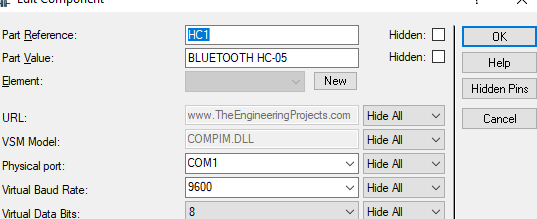 Edit Component
Part Reference: HC1 Hidden: OK
Part Value: BLUETOOTH HC-05 Hidden: Help
Element: New Hidden Pins
URL: www.TheEngineeringProjects.com Hide All Cancel
VSM Model: COMPIM.DLL Hide All
Physical port: COM1 Hide All
Virtual Baud Rate: 9600 Hide All
Virtual Data Bits: 8 Hide All